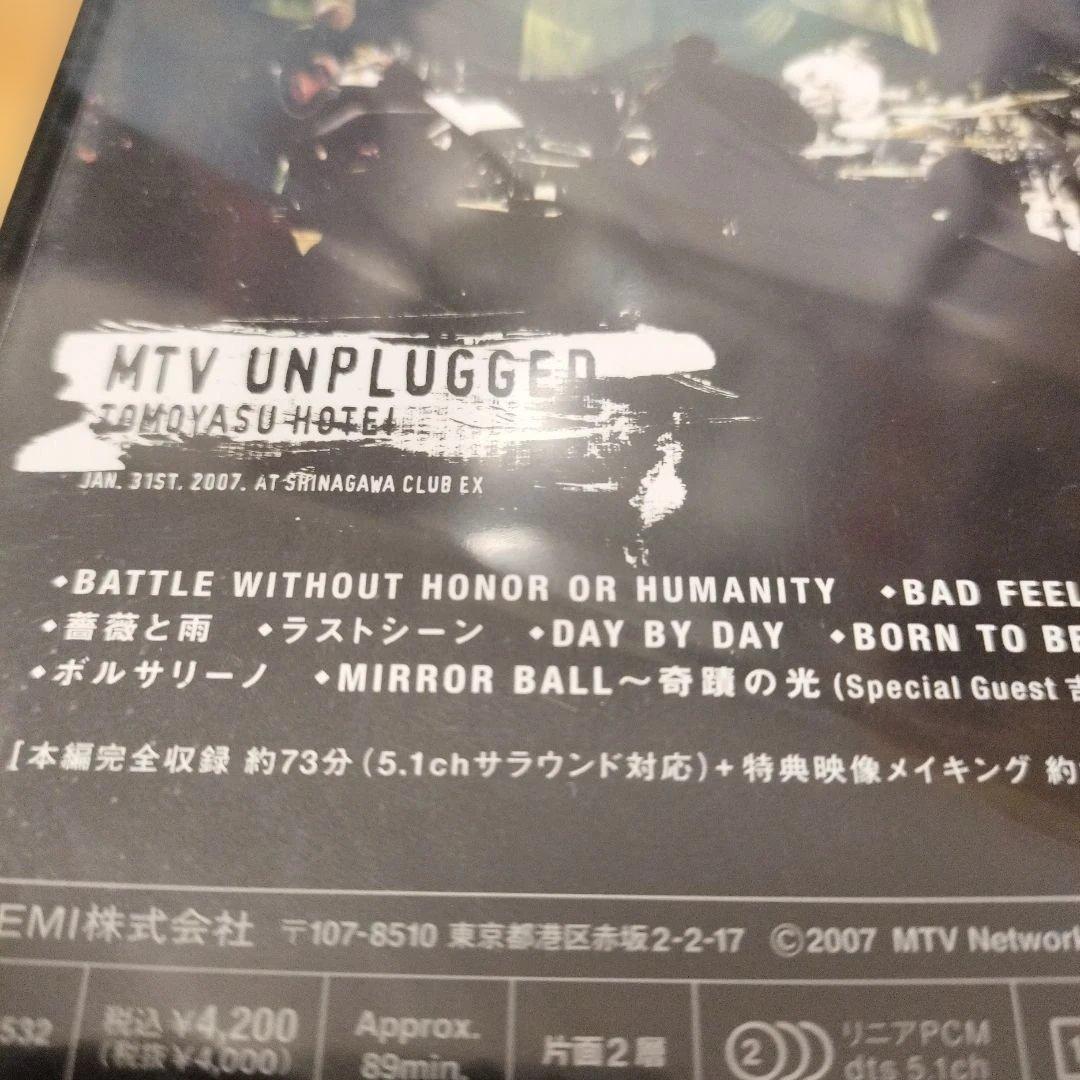 MTV UNPLUGGED
TOMOYASU HOTEI
JAN. 31ST. 2007. AT SHINAGAWA CLUB EX
◆BATTLE WITHOUT HONOR OR HUMANITY ◆BAD FEEL
◆薔薇と雨 ◆ラストシーン ◆DAY BY DAY ◆BORN TO BE
◆ボルサリーノ ◆MIRROR BALL～奇蹟の光 (Special Guest 吉
[本編完全収録 約73分 (5.1chサラウンド対応) + 特典映像メイキング 約
EMI株式会社 〒107-8510 東京都港区赤坂2-2-17 ©2007 MTV Network
532 税込 ¥4,200 Approx. 片面2層 2 リニアPCM
(税抜 ¥4,000) 89min. dts 5.1ch